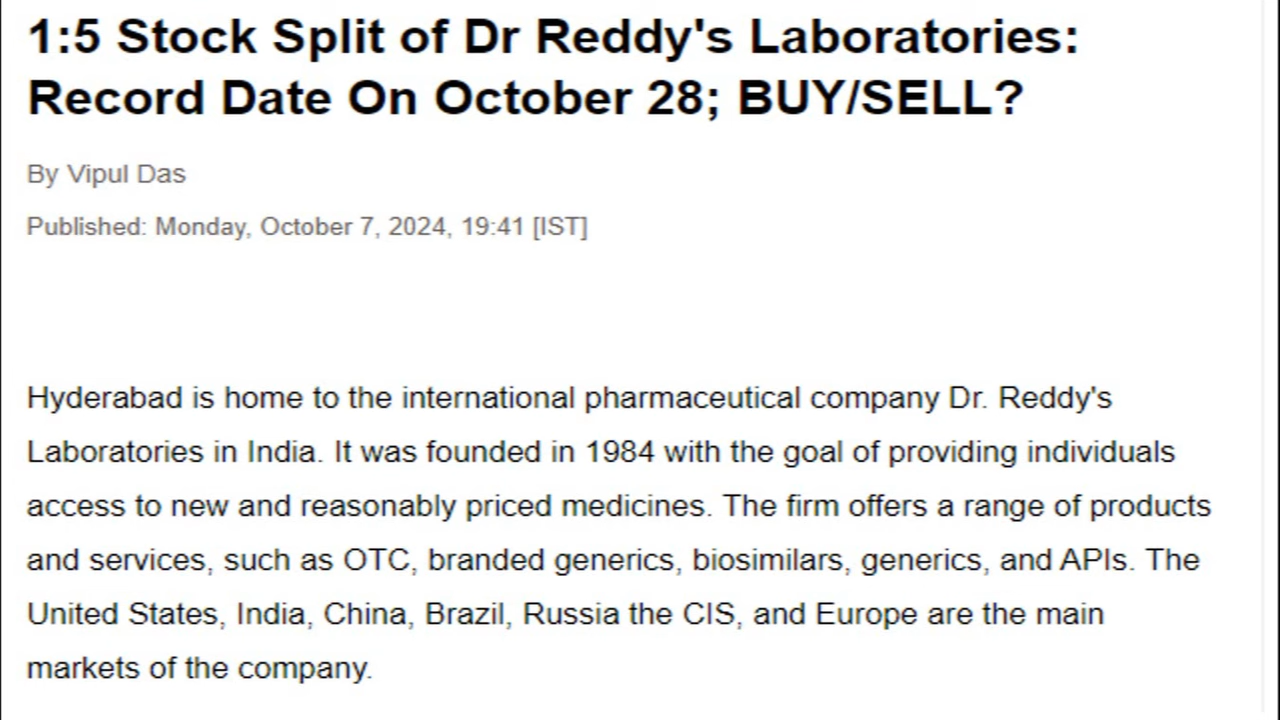 1:5 Stock Split of Dr Reddy's Laboratories:
Record Date On October 28; BUY/SELL?
By Vipul Das
Published: Monday, October 7, 2024, 19:41 [IST]
Hyderabad is home to the international pharmaceutical company Dr. Reddy's
Laboratories in India. It was founded in 1984 with the goal of providing individuals
access to new and reasonably priced medicines. The firm offers a range of products
and services, such as OTC, branded generics, biosimilars, generics, and APIs. The
United States, India, China, Brazil, Russia the CIS, and Europe are the main
markets of the company.